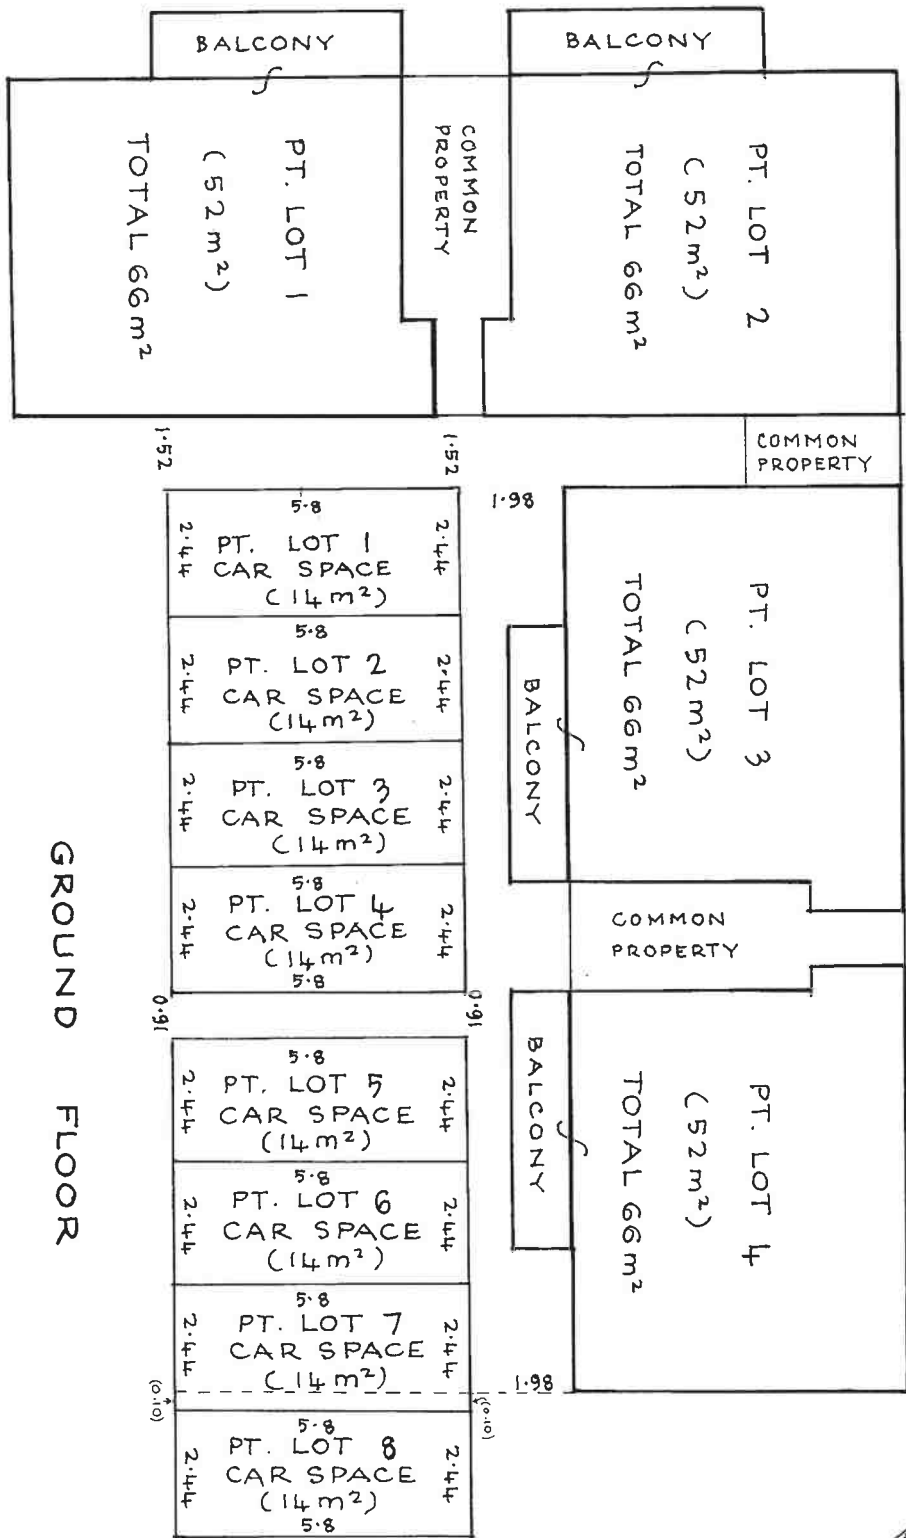 BALCONY
BALCONY
PT. LOT 1
(52m²)
TOTAL 66m²
COMMON
PROPERTY
PT. LOT 2
(52m²)
TOTAL 66m²
COMMON
PROPERTY
1.52
1.52
1.98
5.8
2.44
PT. LOT 1
CAR SPACE
(14m²)
2.44
5.8
2.44
PT. LOT 2
CAR SPACE
(14m²)
2.44
5.8
2.44
PT. LOT 3
CAR SPACE
(14m²)
2.44
5.8
2.44
PT. LOT 4
CAR SPACE
(14m²)
2.44
5.8
BALCONY
PT. LOT 3
(52m²)
TOTAL 66m²
COMMON
PROPERTY
0.91
0.91
5.8
2.44
PT. LOT 5
CAR SPACE
(14m²)
2.44
5.8
2.44
PT. LOT 6
CAR SPACE
(14m²)
2.44
5.8
2.44
PT. LOT 7
CAR SPACE
(14m²)
2.44
1.98
(0.10)
(0.10)
5.8
2.44
PT. LOT 8
CAR SPACE
(14m²)
2.44
5.8
BALCONY
PT. LOT 4
(52m²)
TOTAL 66m²
GROUND FLOOR